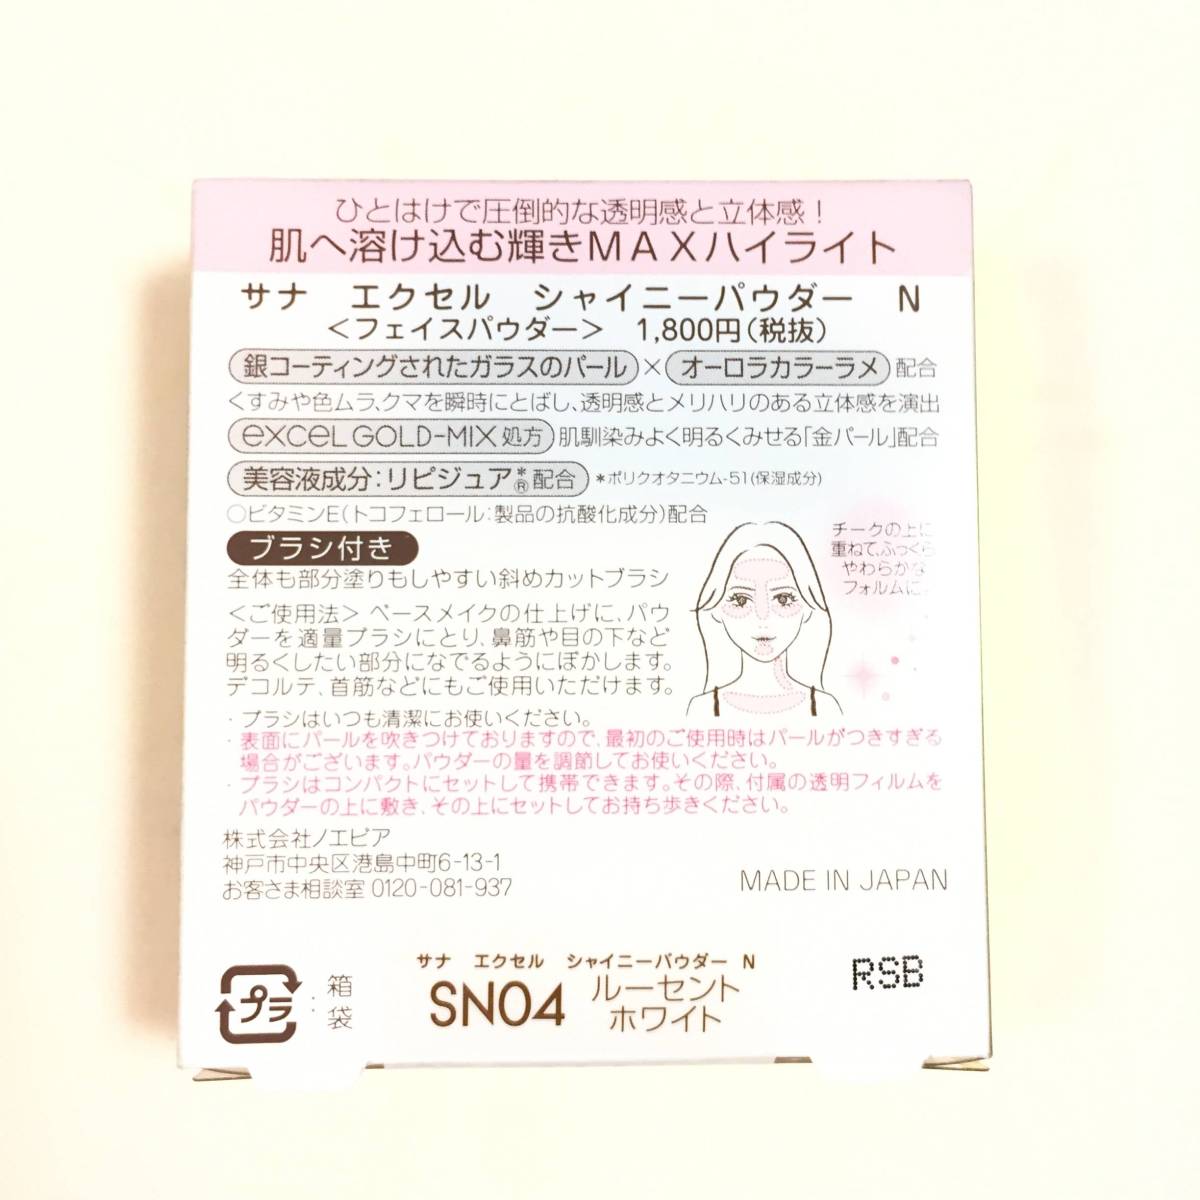 ひとはけで圧倒的な透明感と立体感!
肌へ溶け込む輝きMAXハイライト
サナ エクセル シャイニーパウダー N
<フェイスパウダー> 1,800円(税抜)
銀コーティングされたガラスのパール × オーロラカラーラメ 配合
くすみや色ムラ、クマを瞬時にとばし、透明感とメリハリのある立体感を演出
excel GOLD-MIX 処方 肌馴染みよく明るくみせる「金パール」配合
美容液成分:リピジュア*®配合 *ポリクオタニウム-51(保湿成分)
○ビタミンE(トコフェロール:製品の抗酸化成分)配合
ブラシ付き
全体も部分塗りもしやすい斜めカットブラシ
<ご使用法> ベースメイクの仕上げに、パウ
ダーを適量ブラシにとり、鼻筋や目の下など
明るくしたい部分になでるようにぼかします。
デコルテ、首筋などにもご使用いただけます。
チークの上に
重ねて、ふっくら
やわらかな
フォルムに。
・ブラシはいつも清潔にお使いください。
・表面にパールを吹きつけておりますので、最初のご使用時はパールがつきすぎる
場合がございます。パウダーの量を調節してお使いください。
・ブラシはコンパクトにセットして携帯できます。その際、付属の透明フィルムを
パウダーの上に敷き、その上にセットしてお持ち歩きください。
株式会社ノエビア
神戸市中央区港島中町6-13-1
お客さま相談室 0120-081-937
MADE IN JAPAN
プラ
:箱
:袋
サナ エクセル シャイニーパウダー N
SN04 ルーセント
ホワイト
RSB